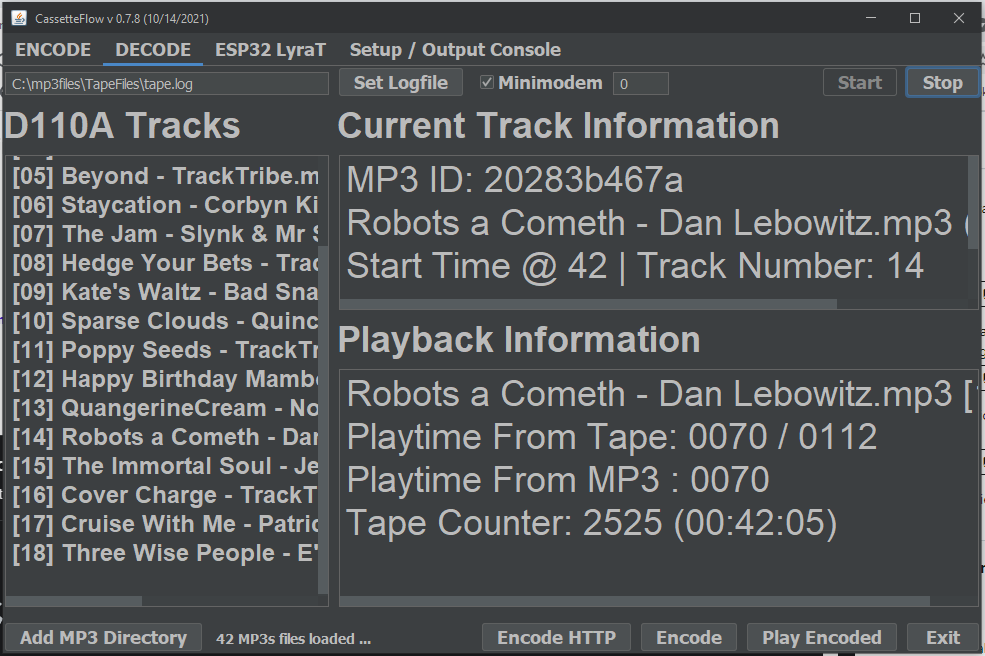 CassetteFlow v 0.7.8 (10/14/2021)
ENCODE DECODE ESP32 LyraT Setup / Output Console
C:\mp3files\TapeFiles\tape.log Set Logfile Minimodem 0 Start Stop
D110A Tracks
[05] Beyond - TrackTribe.m
[06] Staycation - Corbyn Ki
[07] The Jam - Slynk & Mr S
[08] Hedge Your Bets - Trac
[09] Kate's Waltz - Bad Sna
[10] Sparse Clouds - Quinc
[11] Poppy Seeds - TrackTr
[12] Happy Birthday Mambo
[13] QuangerineCream - No
[14] Robots a Cometh - Dan
[15] The Immortal Soul - Je
[16] Cover Charge - TrackT
[17] Cruise With Me - Patric
[18] Three Wise People - E'
Current Track Information
MP3 ID: 20283b467a
Robots a Cometh - Dan Lebowitz.mp3 (
Start Time @ 42 | Track Number: 14
Playback Information
Robots a Cometh - Dan Lebowitz.mp3 [
Playtime From Tape: 0070 / 0112
Playtime From MP3 : 0070
Tape Counter: 2525 (00:42:05)
Add MP3 Directory 42 MP3s files loaded ... Encode HTTP Encode Play Encoded Exit